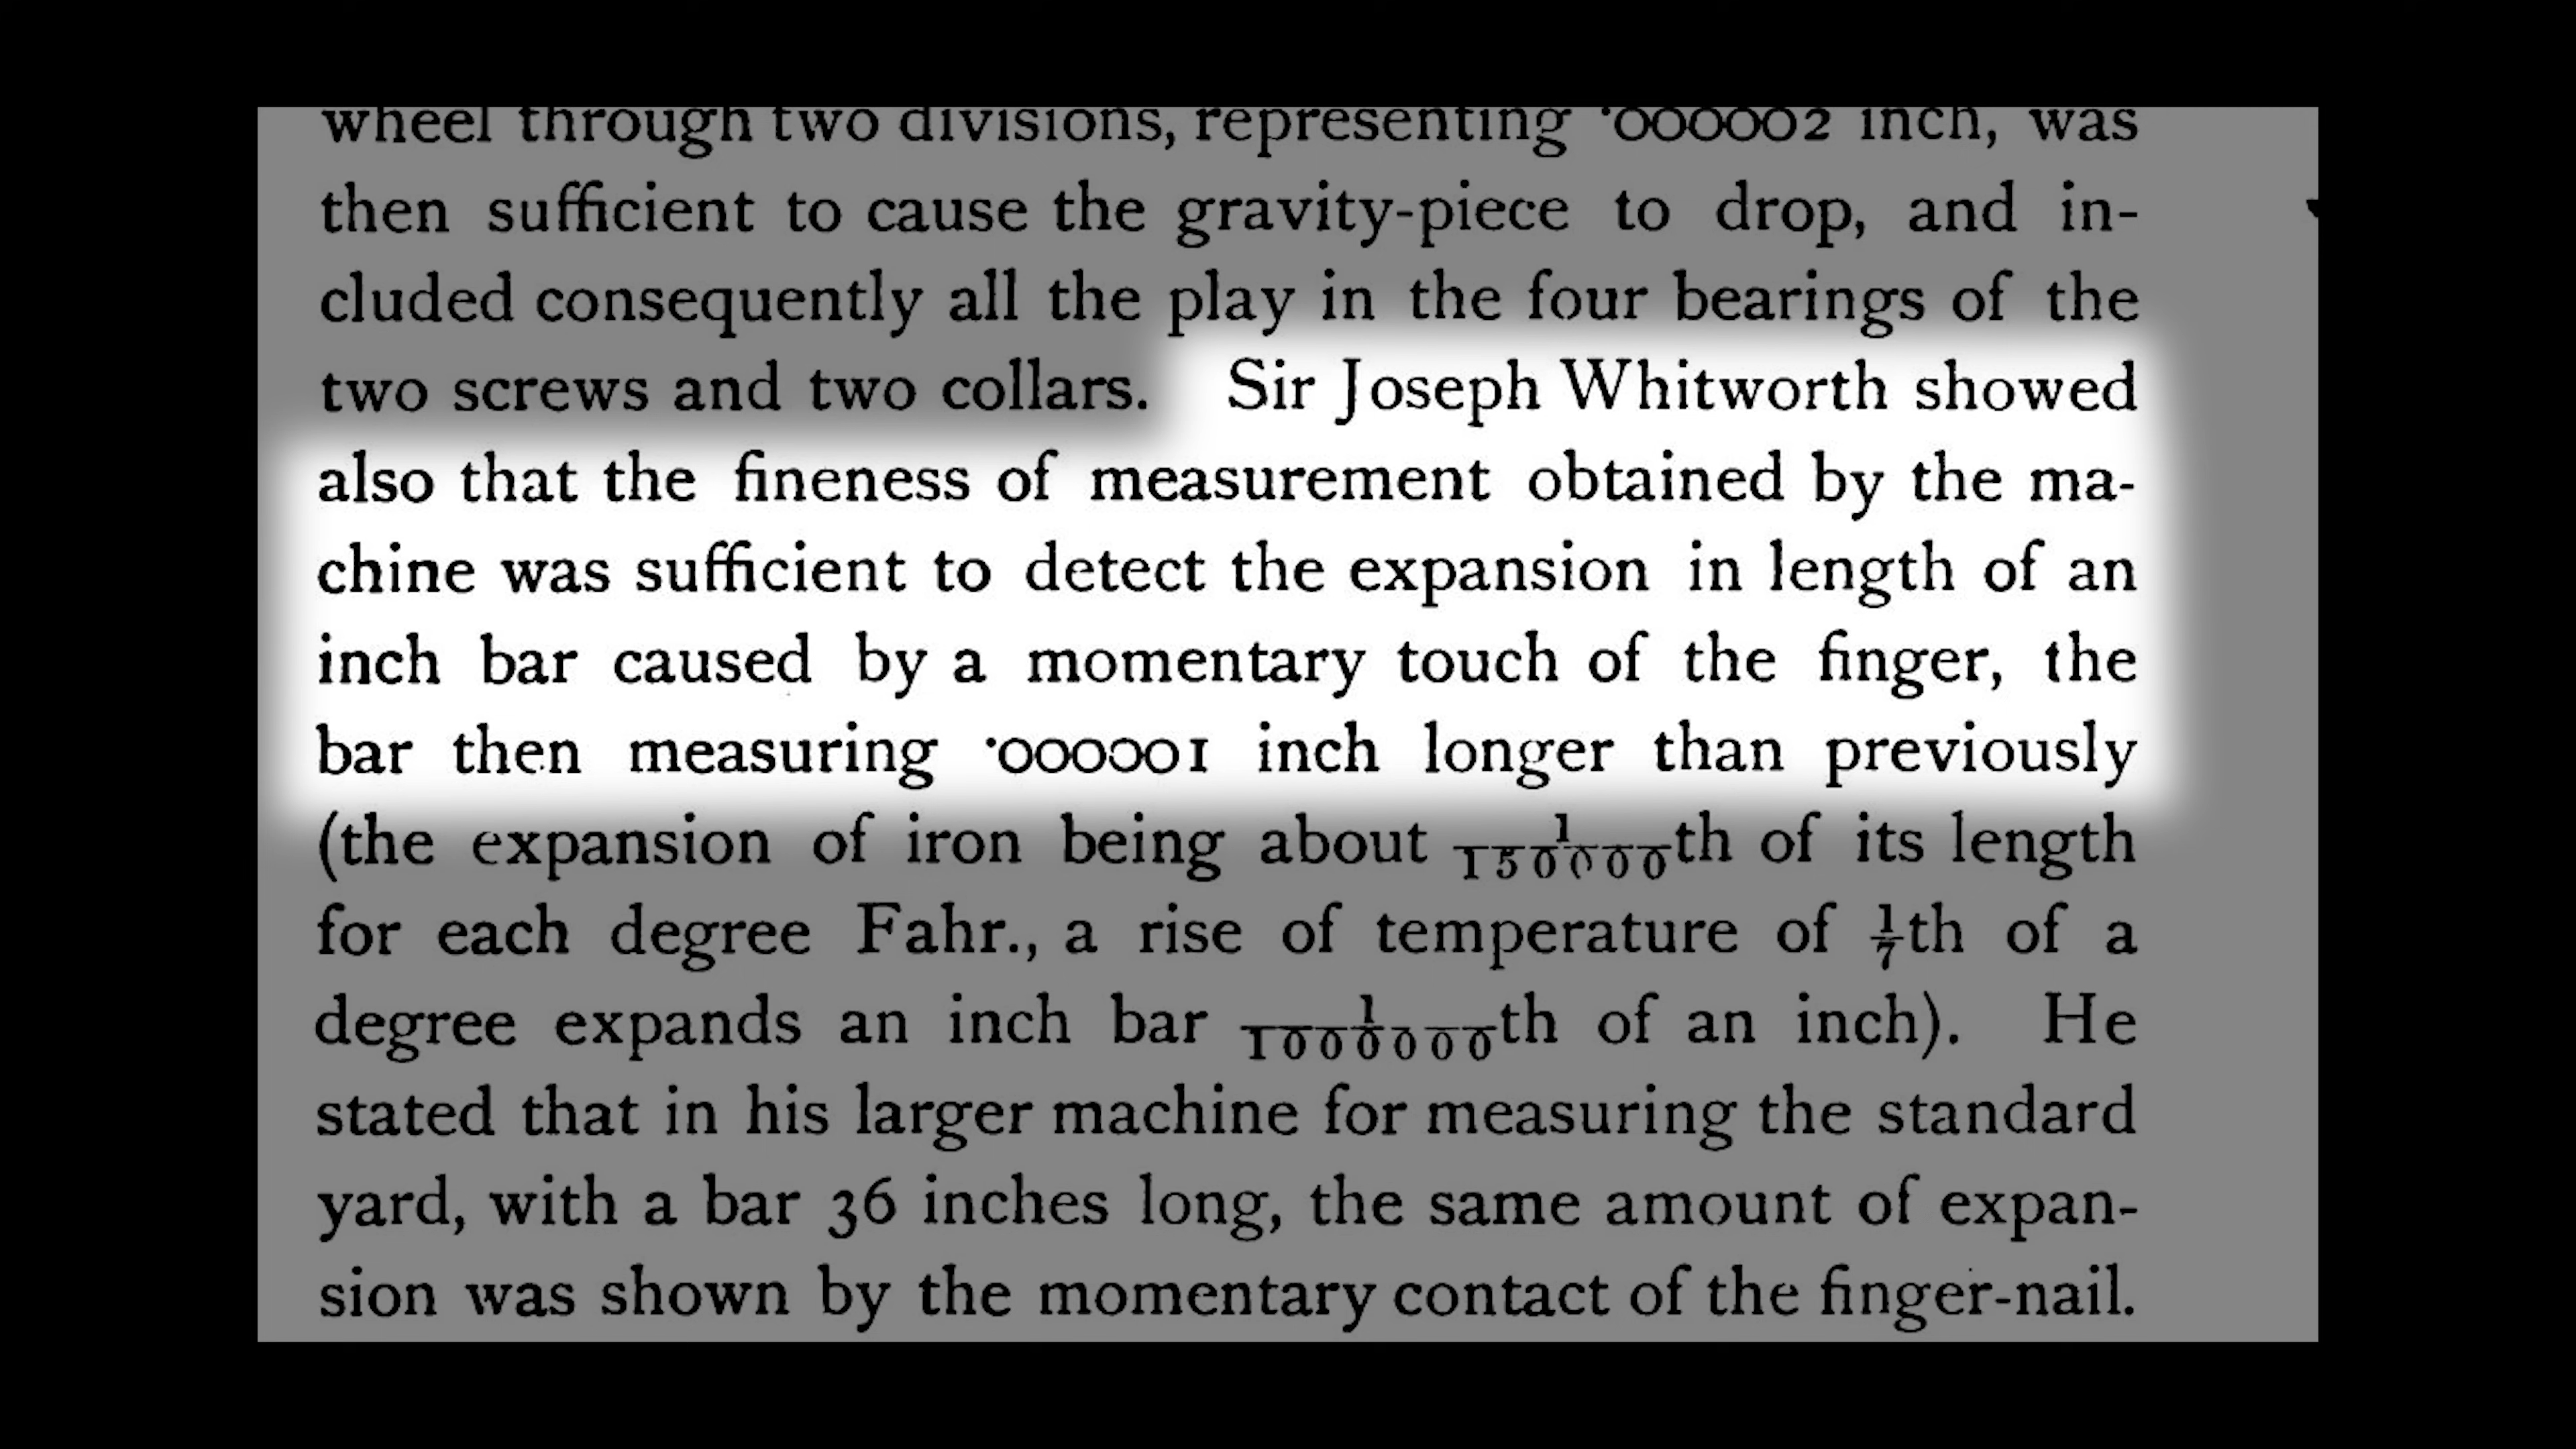 wheel through two divisions, representing ·000002 inch, was
then sufficient to cause the gravity-piece to drop, and in-
cluded consequently all the play in the four bearings of the
two screws and two collars. Sir Joseph Whitworth showed
also that the fineness of measurement obtained by the ma-
chine was sufficient to detect the expansion in length of an
inch bar caused by a momentary touch of the finger, the
bar then measuring ·000001 inch longer than previously
(the expansion of iron being about 1/150000th of its length
for each degree Fahr., a rise of temperature of 1/7th of a
degree expands an inch bar 1/1000000th of an inch). He
stated that in his larger machine for measuring the standard
yard, with a bar 36 inches long, the same amount of expan-
sion was shown by the momentary contact of the finger-nail.